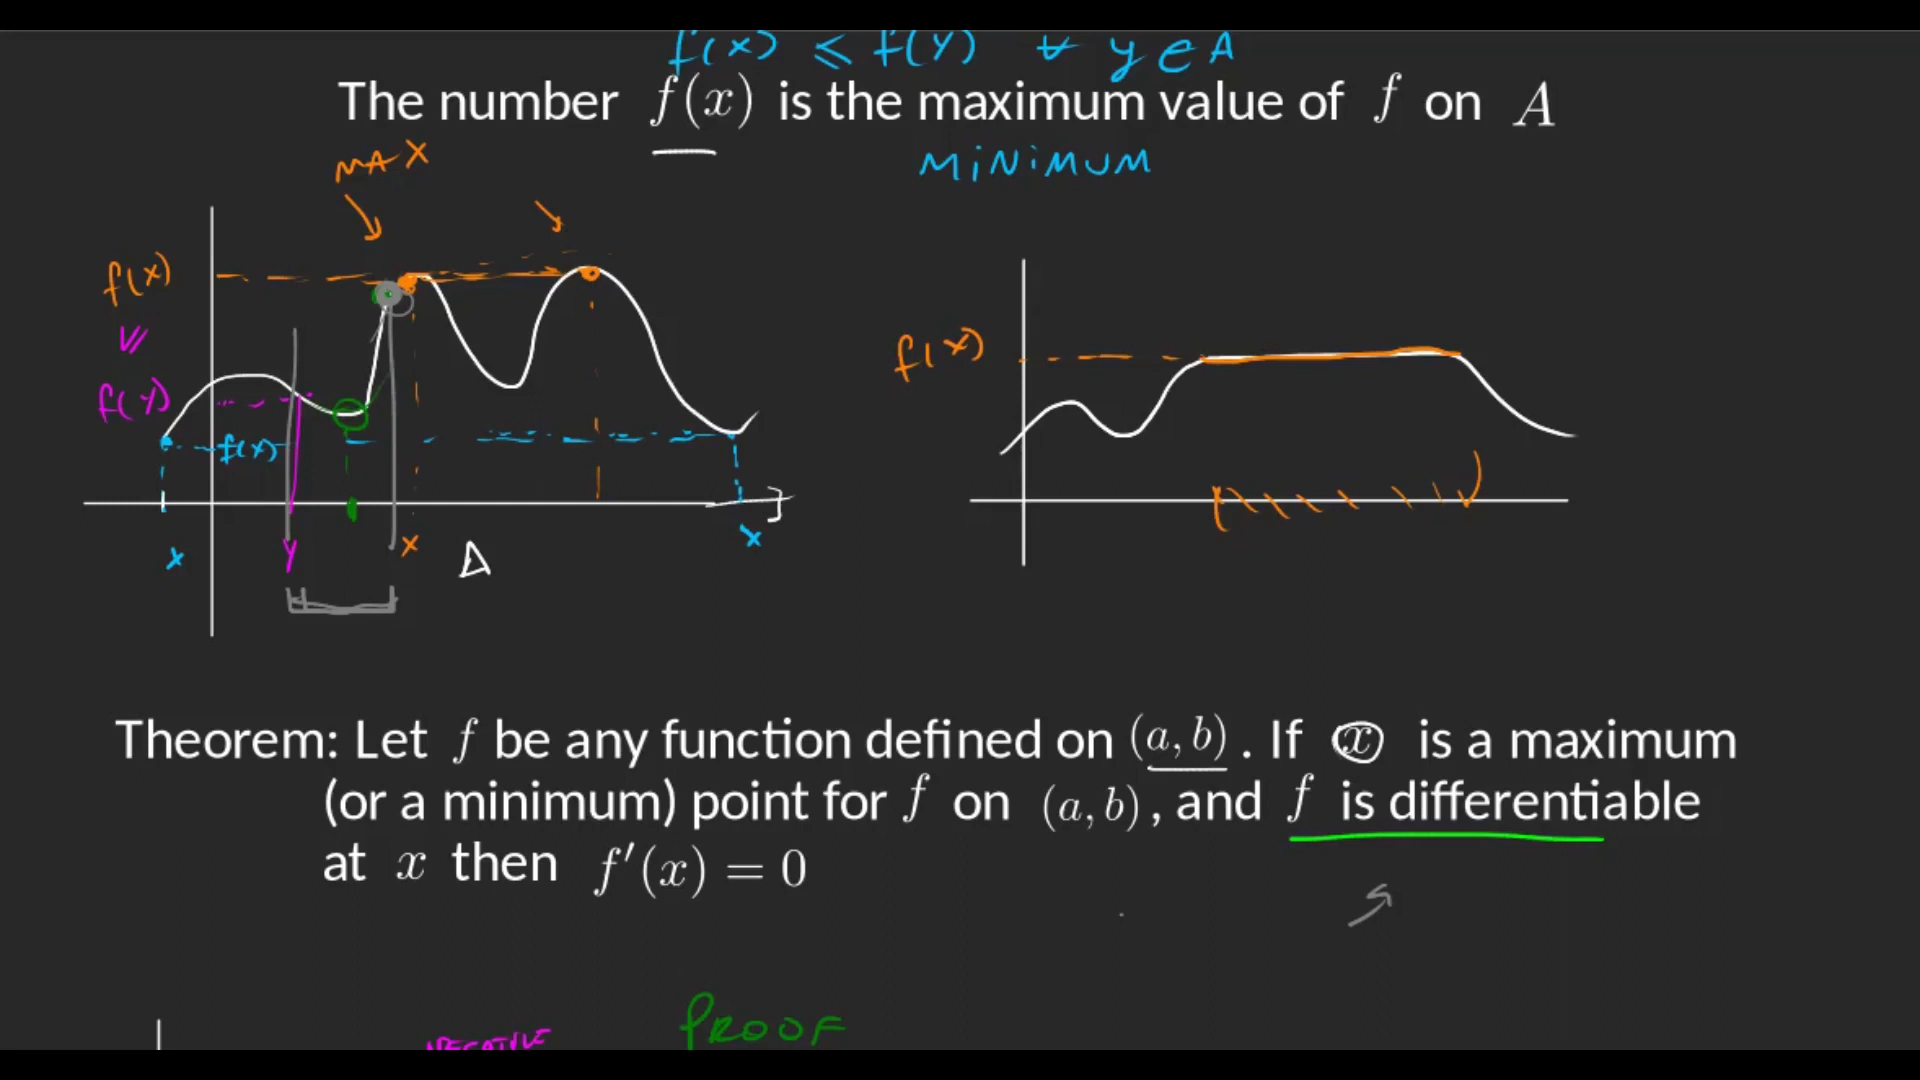 f(x) ⩽ f(y) ∀ y ∈ A
The number f(x) is the maximum value of f on A
MAX
MINIMUM
f(x)
f(x)
f(y)
f(x)
x
y
x
A
x
Theorem: Let f be any function defined on (a, b). If x is a maximum
(or a minimum) point for f on (a, b), and f is differentiable
at x then f′(x) = 0
PROOF
NEGATIVE